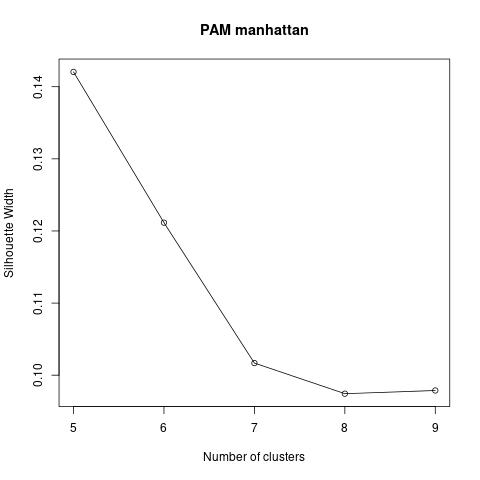 PAM manhattan
Silhouette Width
0.14
0.13
0.12
0.11
0.10
5 6 7 8 9
Number of clusters